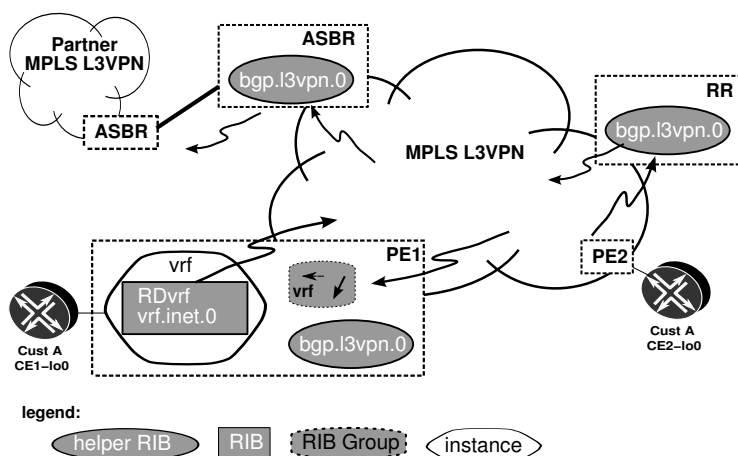 Partner
MPLS L3VPN
ASBR
ASBR
bgp.l3vpn.0
RR
bgp.l3vpn.0
MPLS L3VPN
PE1
vrf
RDvrf
vrf.inet.0
vrf
bgp.l3vpn.0
PE2
Cust A
CE1-lo0
Cust A
CE2-lo0
legend:
helper RIB
RIB
RIB Group
instance